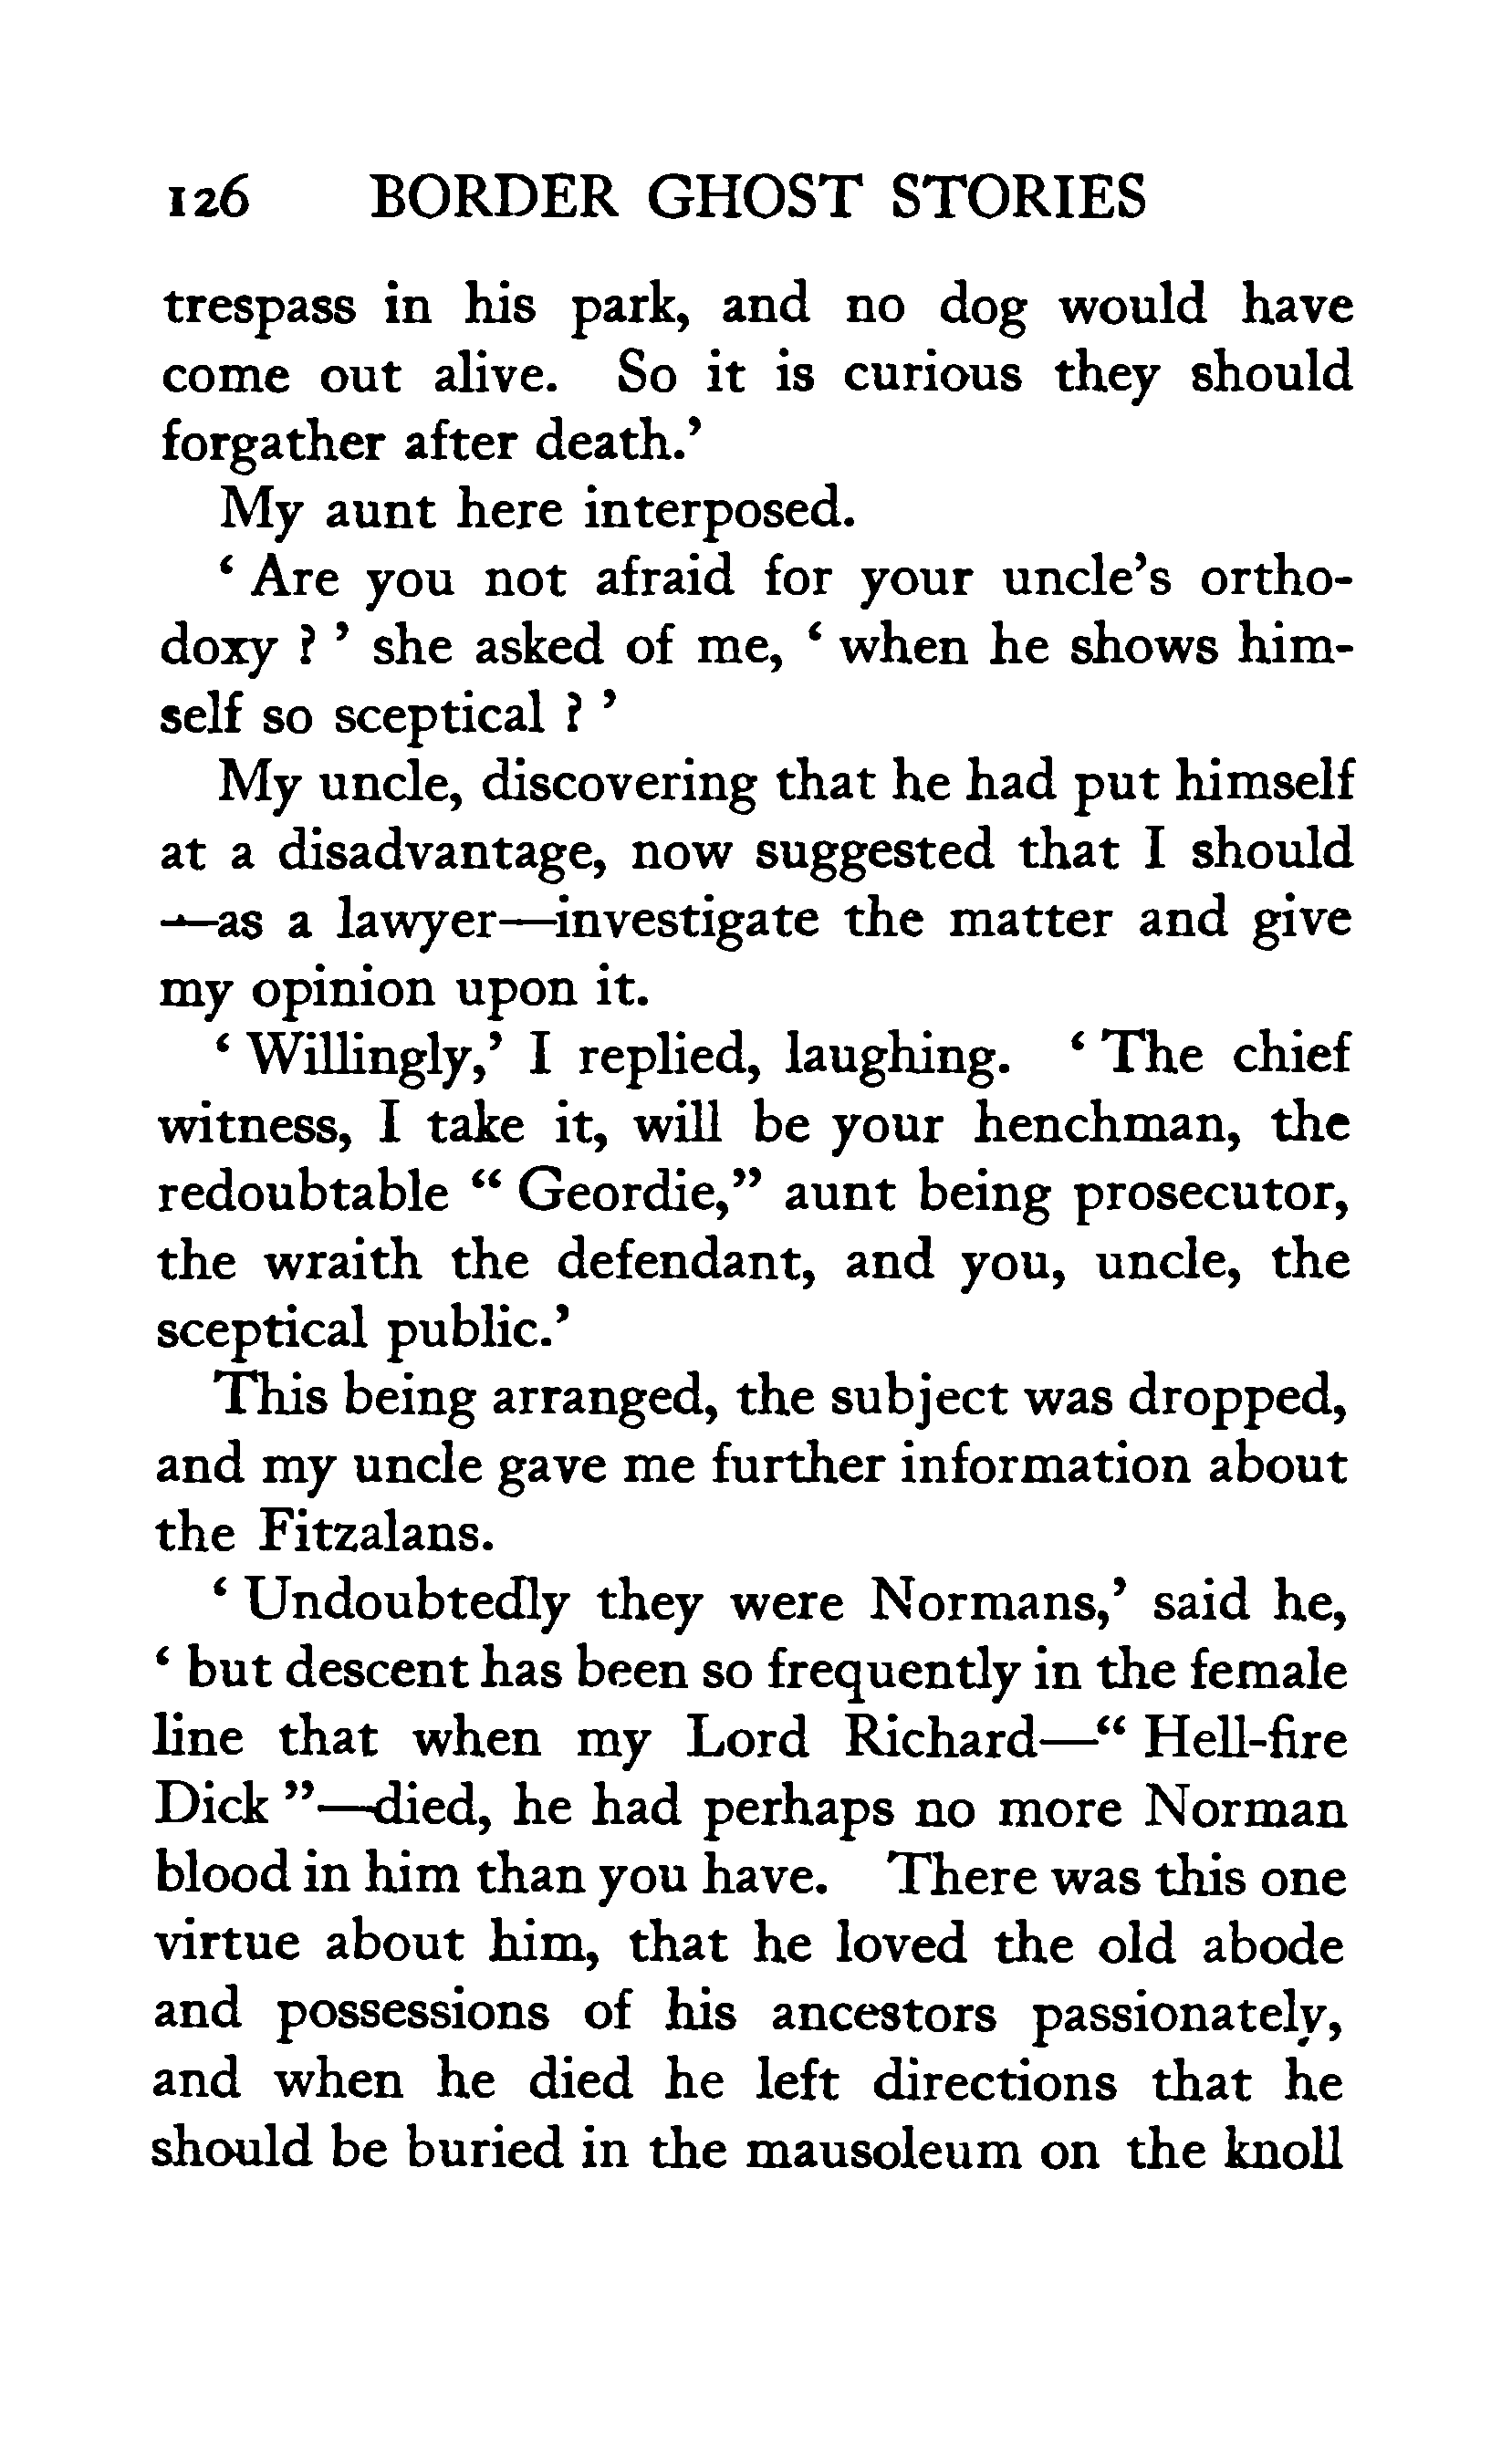 126 BORDER GHOST STORIES
trespass in his park, and no dog would have
come out alive. So it is curious they should
forgather after death.’
My aunt here interposed.
‘ Are you not afraid for your uncle’s ortho-
doxy ? ’ she asked of me, ‘ when he shows him-
self so sceptical ? ’
My uncle, discovering that he had put himself
at a disadvantage, now suggested that I should
—as a lawyer—investigate the matter and give
my opinion upon it.
‘ Willingly,’ I replied, laughing. ‘ The chief
witness, I take it, will be your henchman, the
redoubtable “ Geordie,” aunt being prosecutor,
the wraith the defendant, and you, uncle, the
sceptical public.’
This being arranged, the subject was dropped,
and my uncle gave me further information about
the Fitzalans.
‘ Undoubtedly they were Normans,’ said he,
‘ but descent has been so frequently in the female
line that when my Lord Richard—“ Hell-fire
Dick ”—died, he had perhaps no more Norman
blood in him than you have. There was this one
virtue about him, that he loved the old abode
and possessions of his ancestors passionately,
and when he died he left directions that he
should be buried in the mausoleum on the knoll